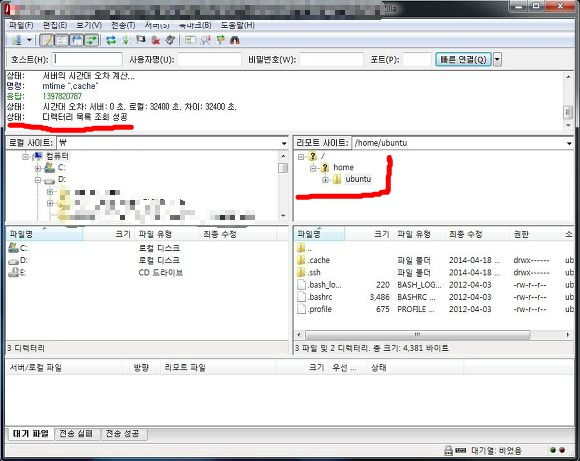 파일(F) 편집(E) 보기(V) 전송(T) 서버(S) 북마크(B) 도움말(H)
호스트(H): 사용자명(U): 비밀번호(W): 포트(P): 빠른 연결(Q)
상태: 서버의 시간대 오차 계산...
명령: mtime ",cache"
응답: 1397820787
상태: 시간대 오차: 서버: 0 초. 로컬: 32400 초. 차이: 32400 초.
상태: 디렉터리 목록 조회 성공
로컬 사이트: ₩
컴퓨터
C:
D:
리모트 사이트: /home/ubuntu
/
home
ubuntu
파일명 크기 파일 유형 최종 수정
C: 로컬 디스크
D: 로컬 디스크
E: CD 드라이브
3 디렉터리
파일명 크기 파일 유형 최종 수정 권한 소
..
.cache 파일 폴더 2014-04-18 ... drwx------ ub
.ssh 파일 폴더 2014-04-18 ... drwx------ ub
.bash_lo... 220 BASH_LOG... 2012-04-03 -rw-r--r-- ub
.bashrc 3,486 BASHRC ... 2012-04-03 -rw-r--r-- ub
.profile 675 PROFILE ... 2012-04-03 -rw-r--r-- ub
3 파일 및 2 디렉터리. 총 크기: 4,381 바이트
서버/로컬 파일 방향 리모트 파일 크기 우선 ... 상태
대기 파일 전송 실패 전송 성공
대기열: 비었음